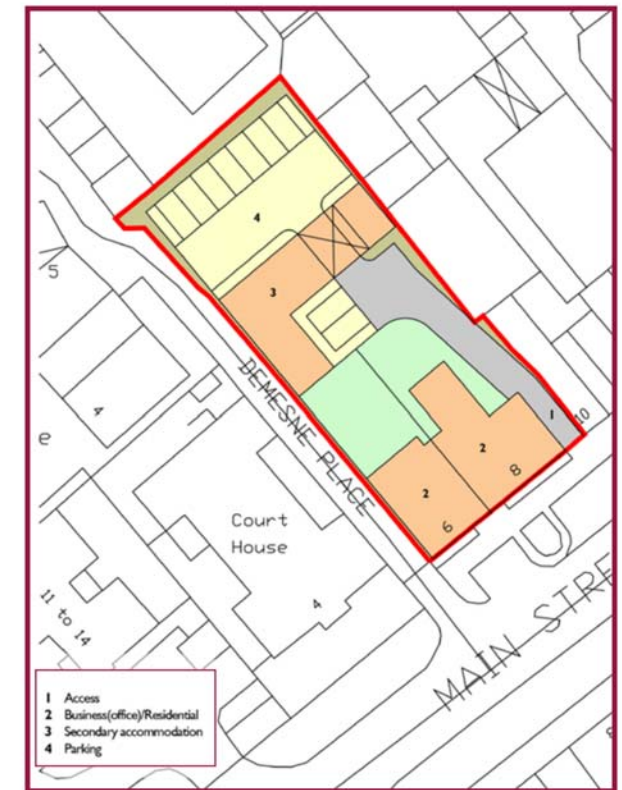 4
5
3
4
e
DEMESNE PLACE
1
10
2
8
2
6
Court
House
4
11 to 14
MAIN STRE
1 Access
2 Business(office)/Residential
3 Secondary accommodation
4 Parking